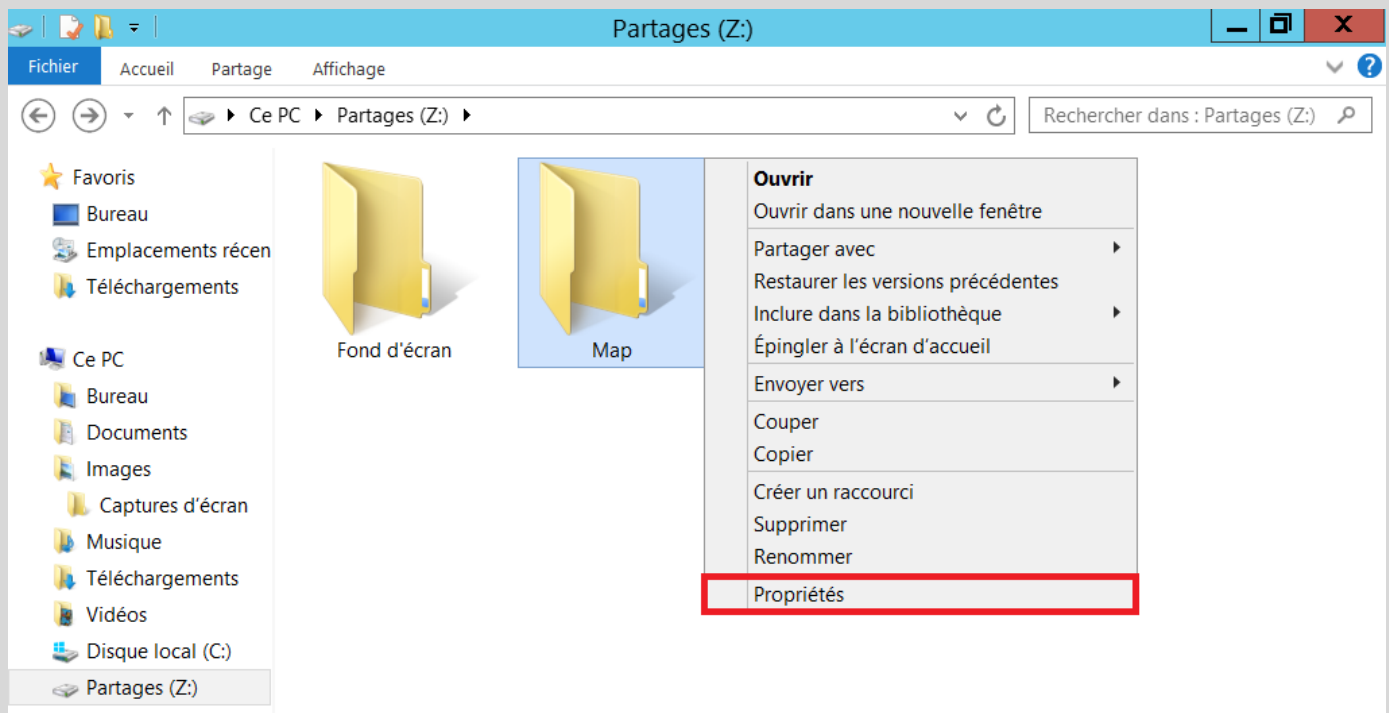 Partages (Z:)
Fichier Accueil Partage Affichage
Ce PC Partages (Z:)
Rechercher dans : Partages (Z:)
Favoris
Bureau
Emplacements récen
Téléchargements
Ce PC
Bureau
Documents
Images
Captures d'écran
Musique
Téléchargements
Vidéos
Disque local (C:)
Partages (Z:)
Fond d'écran
Map
Ouvrir
Ouvrir dans une nouvelle fenêtre
Partager avec
Restaurer les versions précédentes
Inclure dans la bibliothèque
Épingler à l'écran d'accueil
Envoyer vers
Couper
Copier
Créer un raccourci
Supprimer
Renommer
Propriétés